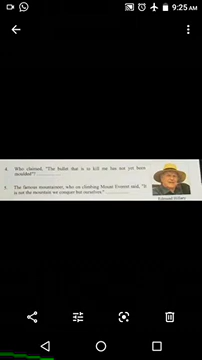 9:25 AM
4. Who claimed, "The bullet that is to kill me has not yet been
moulded"?
5. The famous mountaineer, who on climbing Mount Everest said, "It
is not the mountain we conquer but ourselves."
Edmund Hillary